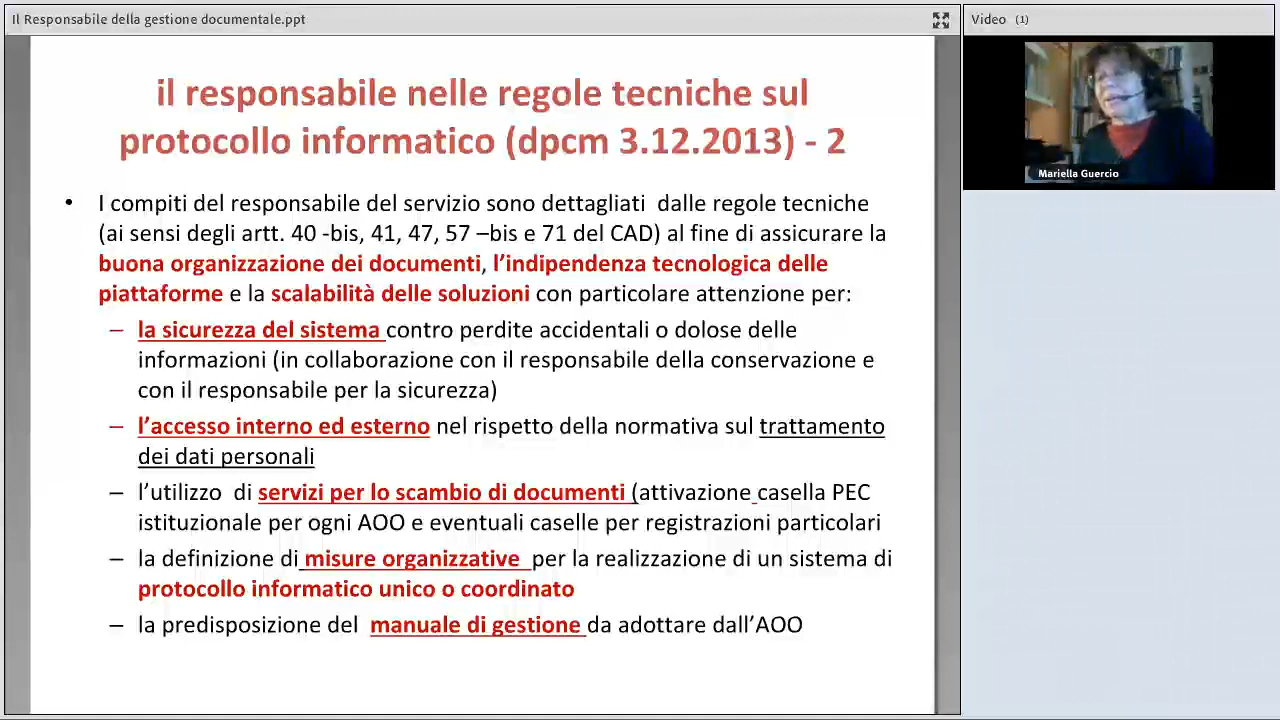 Il Responsabile della gestione documentale.ppt
Video (1)
Mariella Guercio
il responsabile nelle regole tecniche sul
protocollo informatico (dpcm 3.12.2013) - 2
• I compiti del responsabile del servizio sono dettagliati dalle regole tecniche
(ai sensi degli artt. 40 -bis, 41, 47, 57 –bis e 71 del CAD) al fine di assicurare la
buona organizzazione dei documenti, l’indipendenza tecnologica delle
piattaforme e la scalabilità delle soluzioni con particolare attenzione per:
– la sicurezza del sistema contro perdite accidentali o dolose delle
informazioni (in collaborazione con il responsabile della conservazione e
con il responsabile per la sicurezza)
– l’accesso interno ed esterno nel rispetto della normativa sul trattamento
dei dati personali
– l’utilizzo di servizi per lo scambio di documenti (attivazione casella PEC
istituzionale per ogni AOO e eventuali caselle per registrazioni particolari
– la definizione di misure organizzative per la realizzazione di un sistema di
protocollo informatico unico o coordinato
– la predisposizione del manuale di gestione da adottare dall’AOO